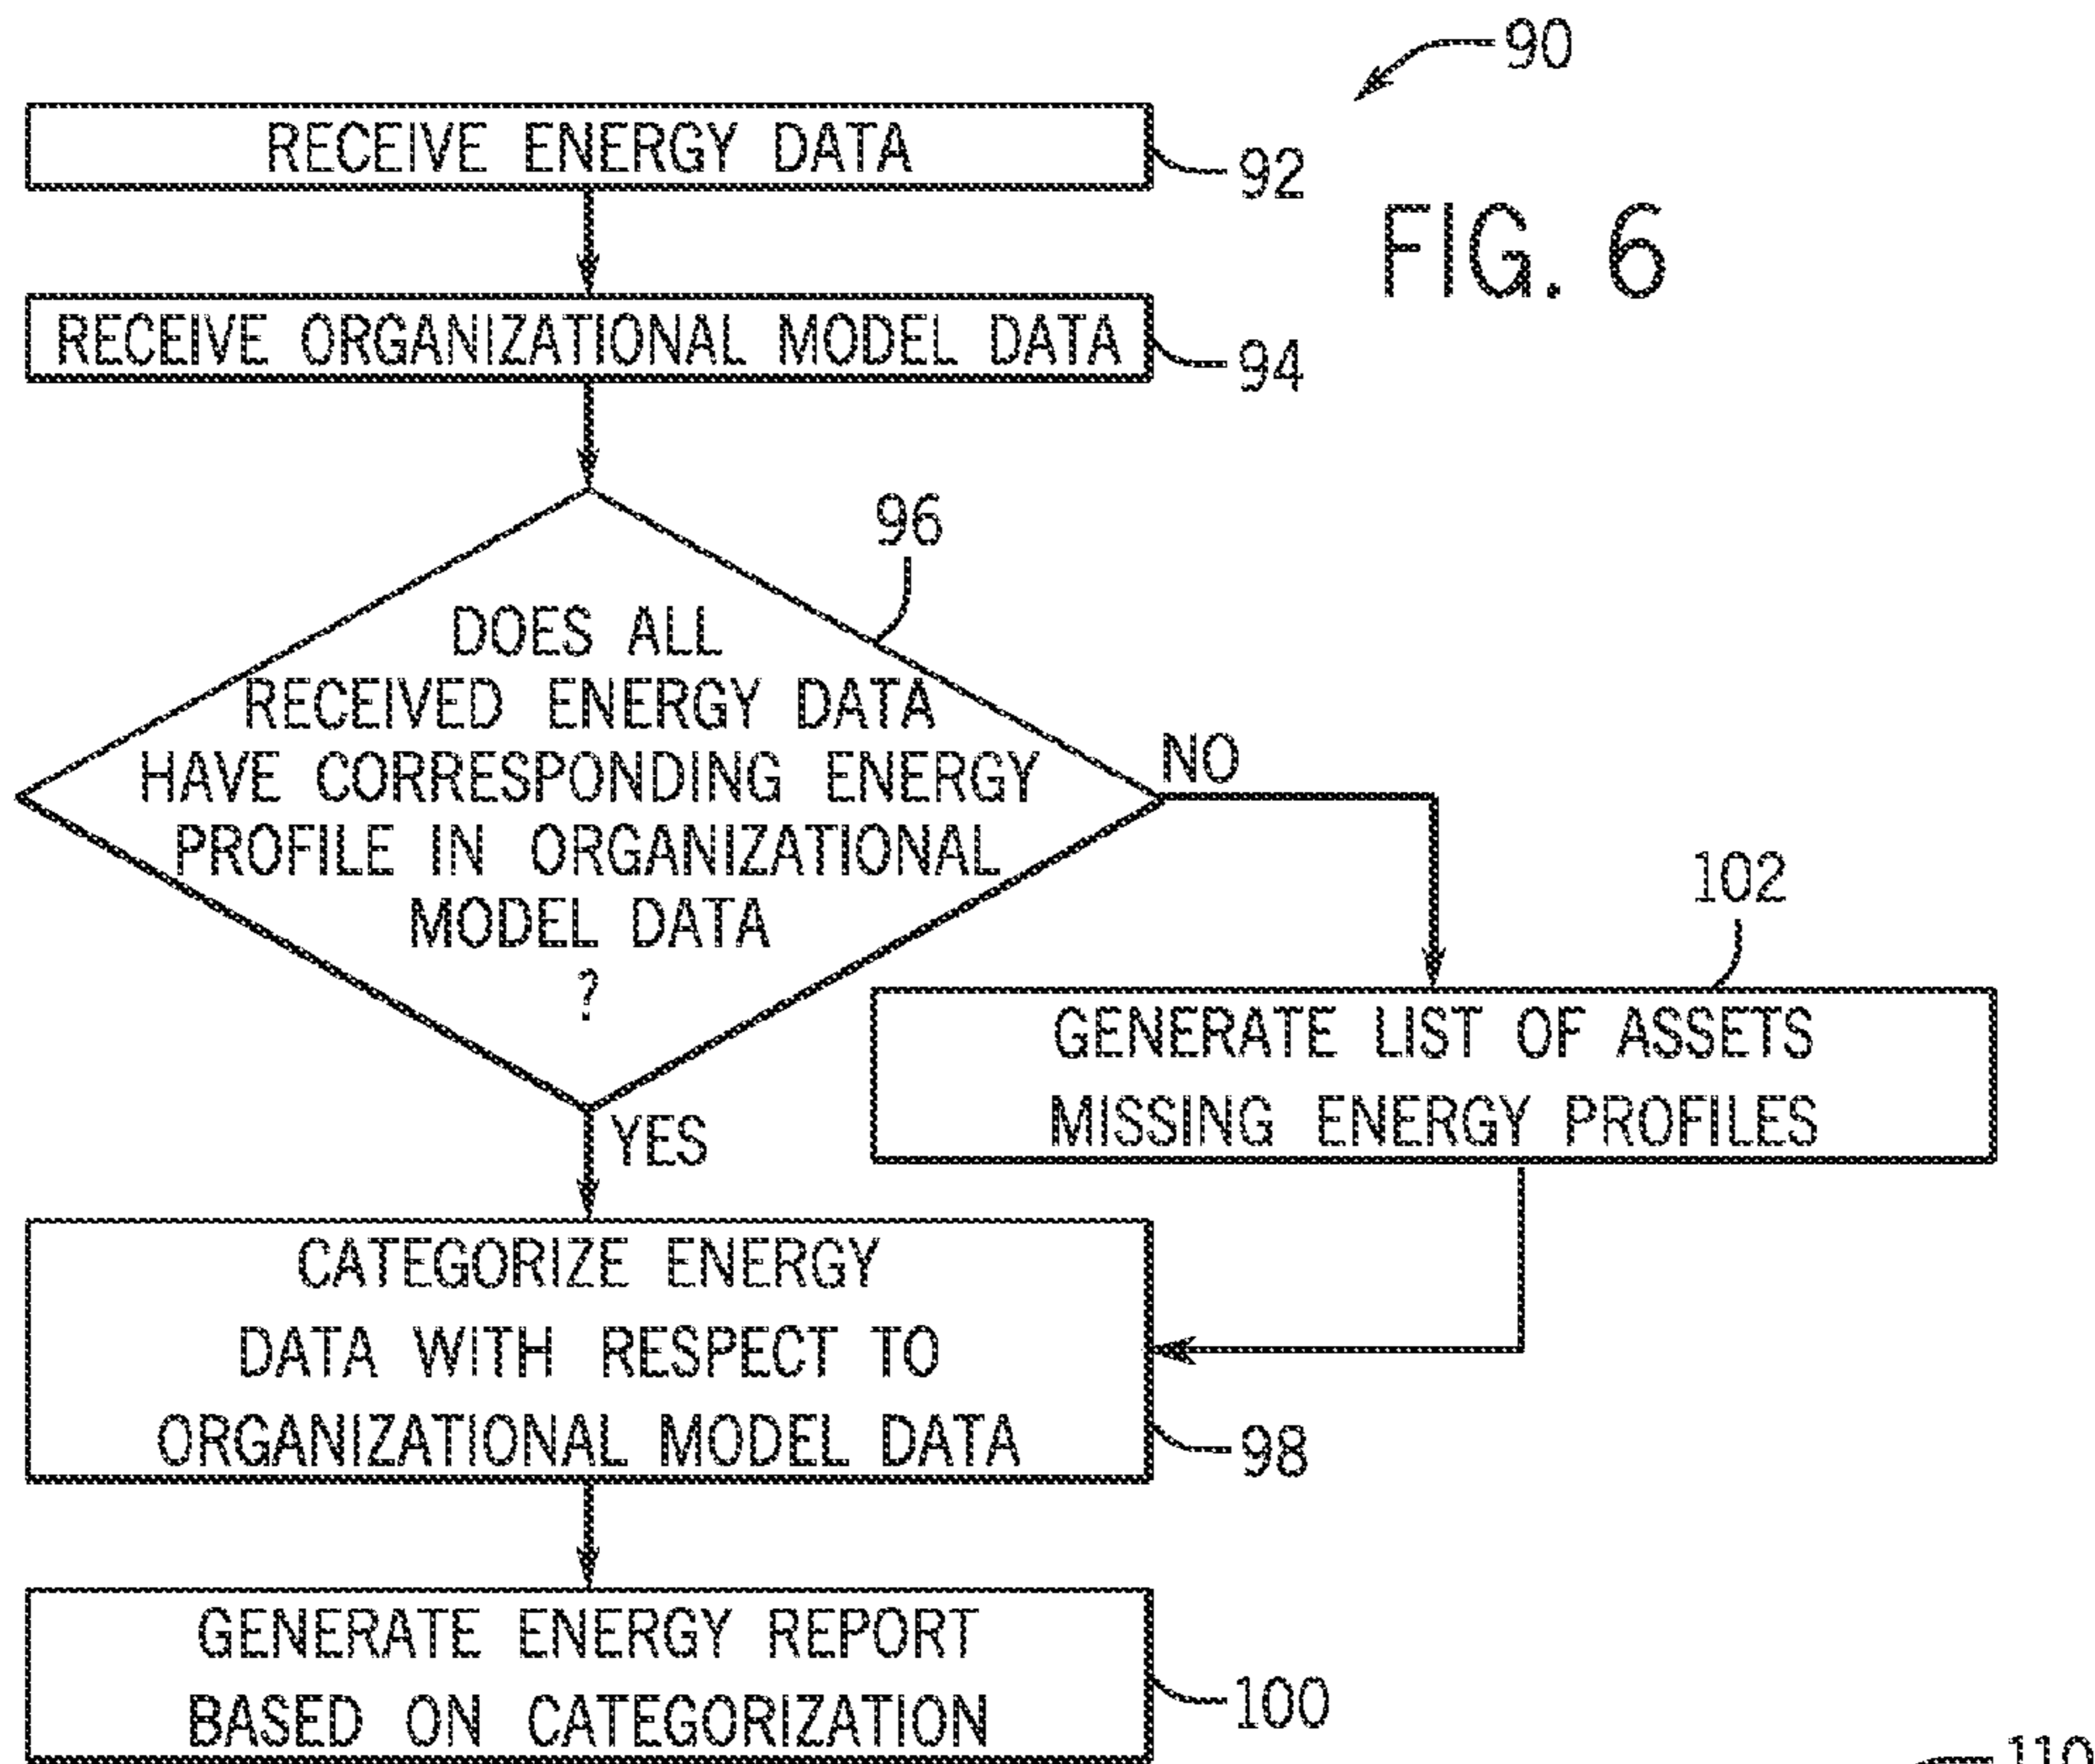 90
RECEIVE ENERGY DATA
92
FIG. 6
RECEIVE ORGANIZATIONAL MODEL DATA
94
96
DOES ALL
RECEIVED ENERGY DATA
HAVE CORRESPONDING ENERGY
PROFILE IN ORGANIZATIONAL
MODEL DATA
?
NO
102
GENERATE LIST OF ASSETS
MISSING ENERGY PROFILES
YES
CATEGORIZE ENERGY
DATA WITH RESPECT TO
ORGANIZATIONAL MODEL DATA
98
GENERATE ENERGY REPORT
BASED ON CATEGORIZATION
100
110